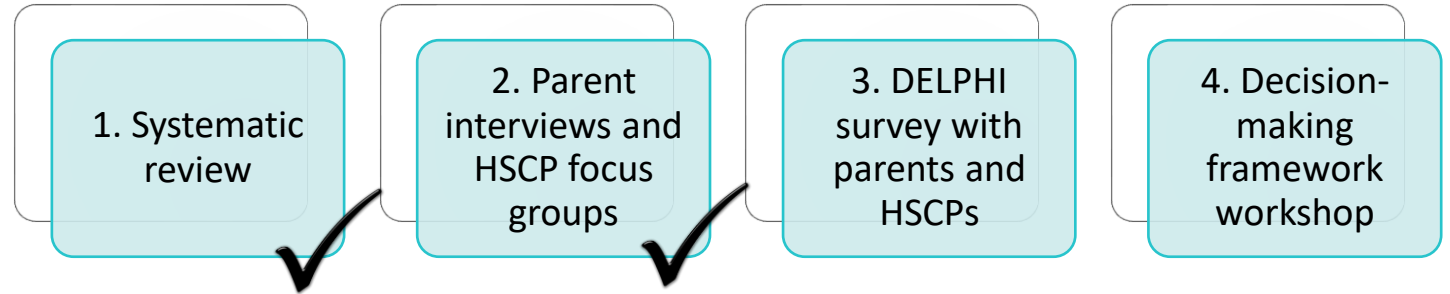 1. Systematic
review
2. Parent
interviews and
HSCP focus
groups
3. DELPHI
survey with
parents and
HSCPs
4. Decision-
making
framework
workshop